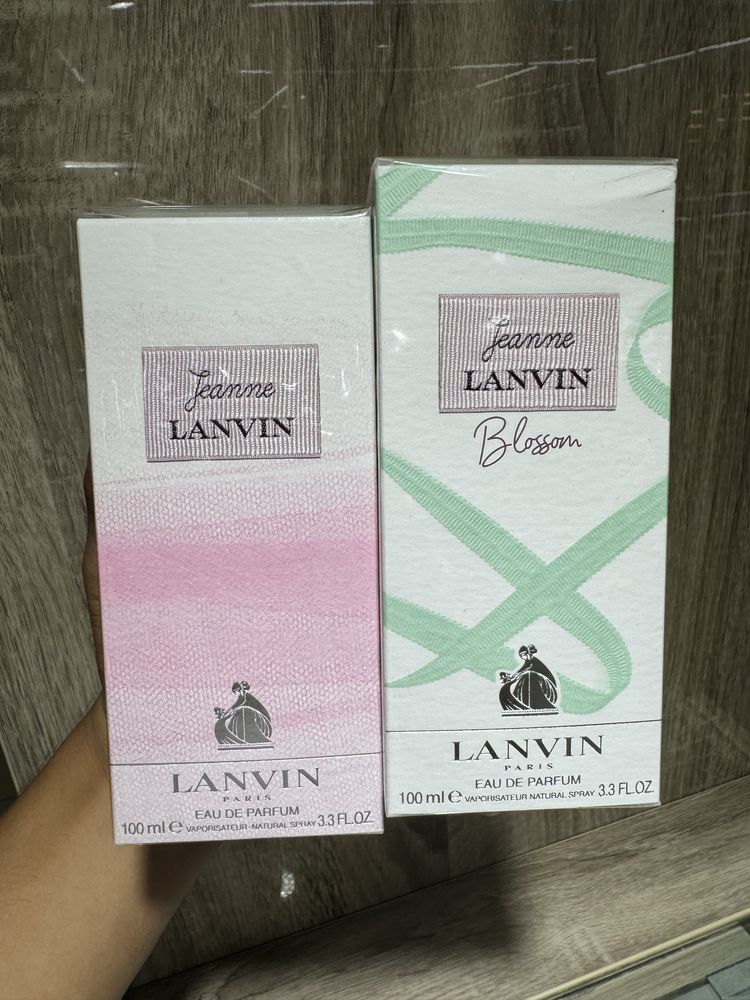 Jeanne
LANVIN
LANVIN
PARIS
EAU DE PARFUM
100 ml e VAPORISATEUR-NATURAL SPRAY 3.3 FL.OZ
Jeanne
LANVIN
Blossom
LANVIN
PARIS
EAU DE PARFUM
100 ml e VAPORISATEUR NATURAL SPRAY 3.3 FL.OZ